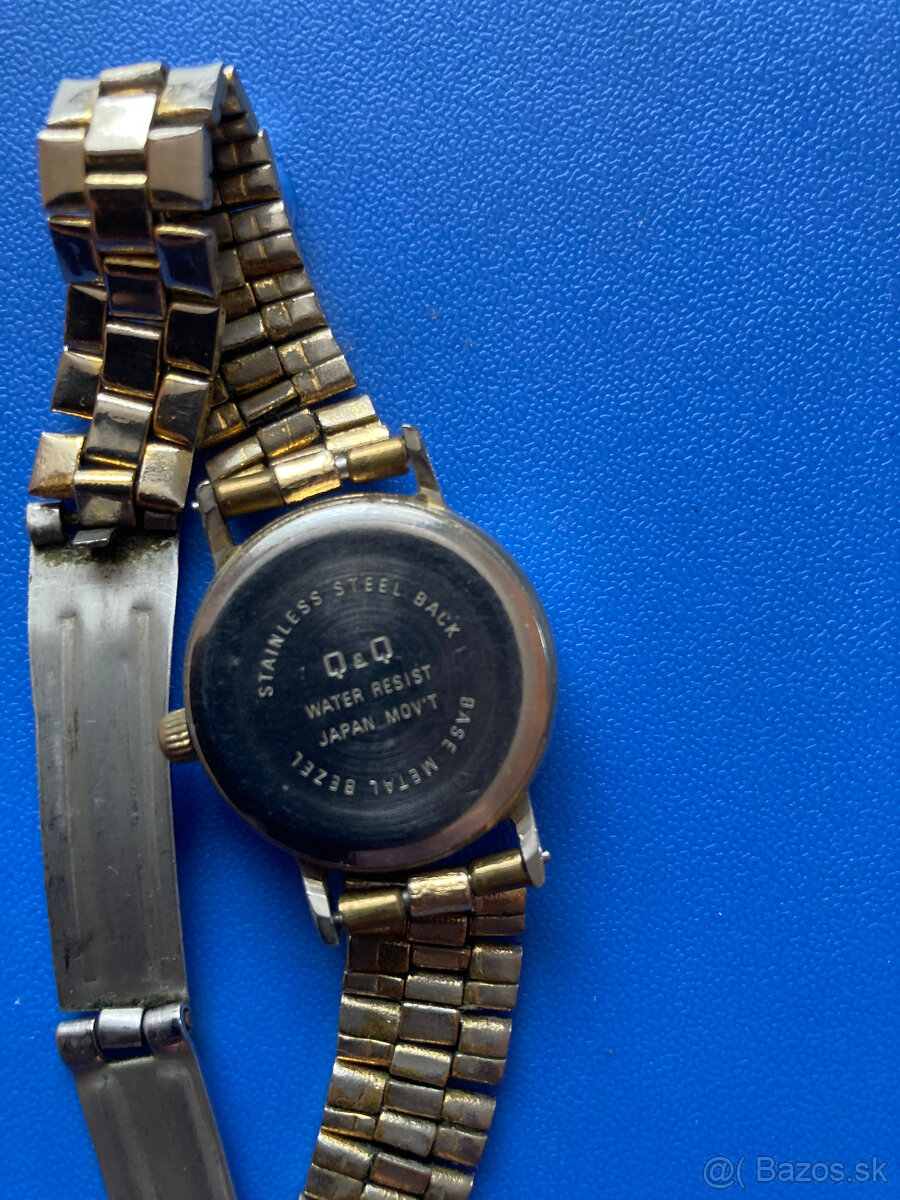 STAINLESS STEEL BACK
Q&Q
WATER RESIST
JAPAN MOV'T
BASE METAL BEZEL
@( Bazos.sk